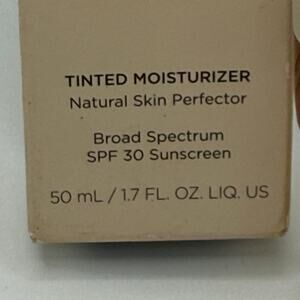 TINTED MOISTURIZER
Natural Skin Perfector
Broad Spectrum
SPF 30 Sunscreen
50 mL / 1.7 FL. OZ. LIQ. US